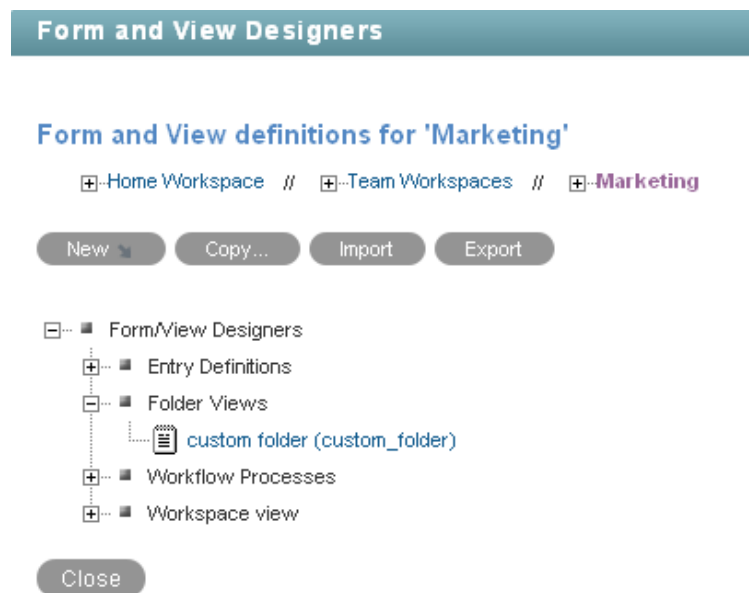 Form and View Designers
Form and View definitions for 'Marketing'
Home Workspace // Team Workspaces // Marketing
New Copy... Import Export
Form/View Designers
Entry Definitions
Folder Views
custom folder (custom_folder)
Workflow Processes
Workspace view
Close